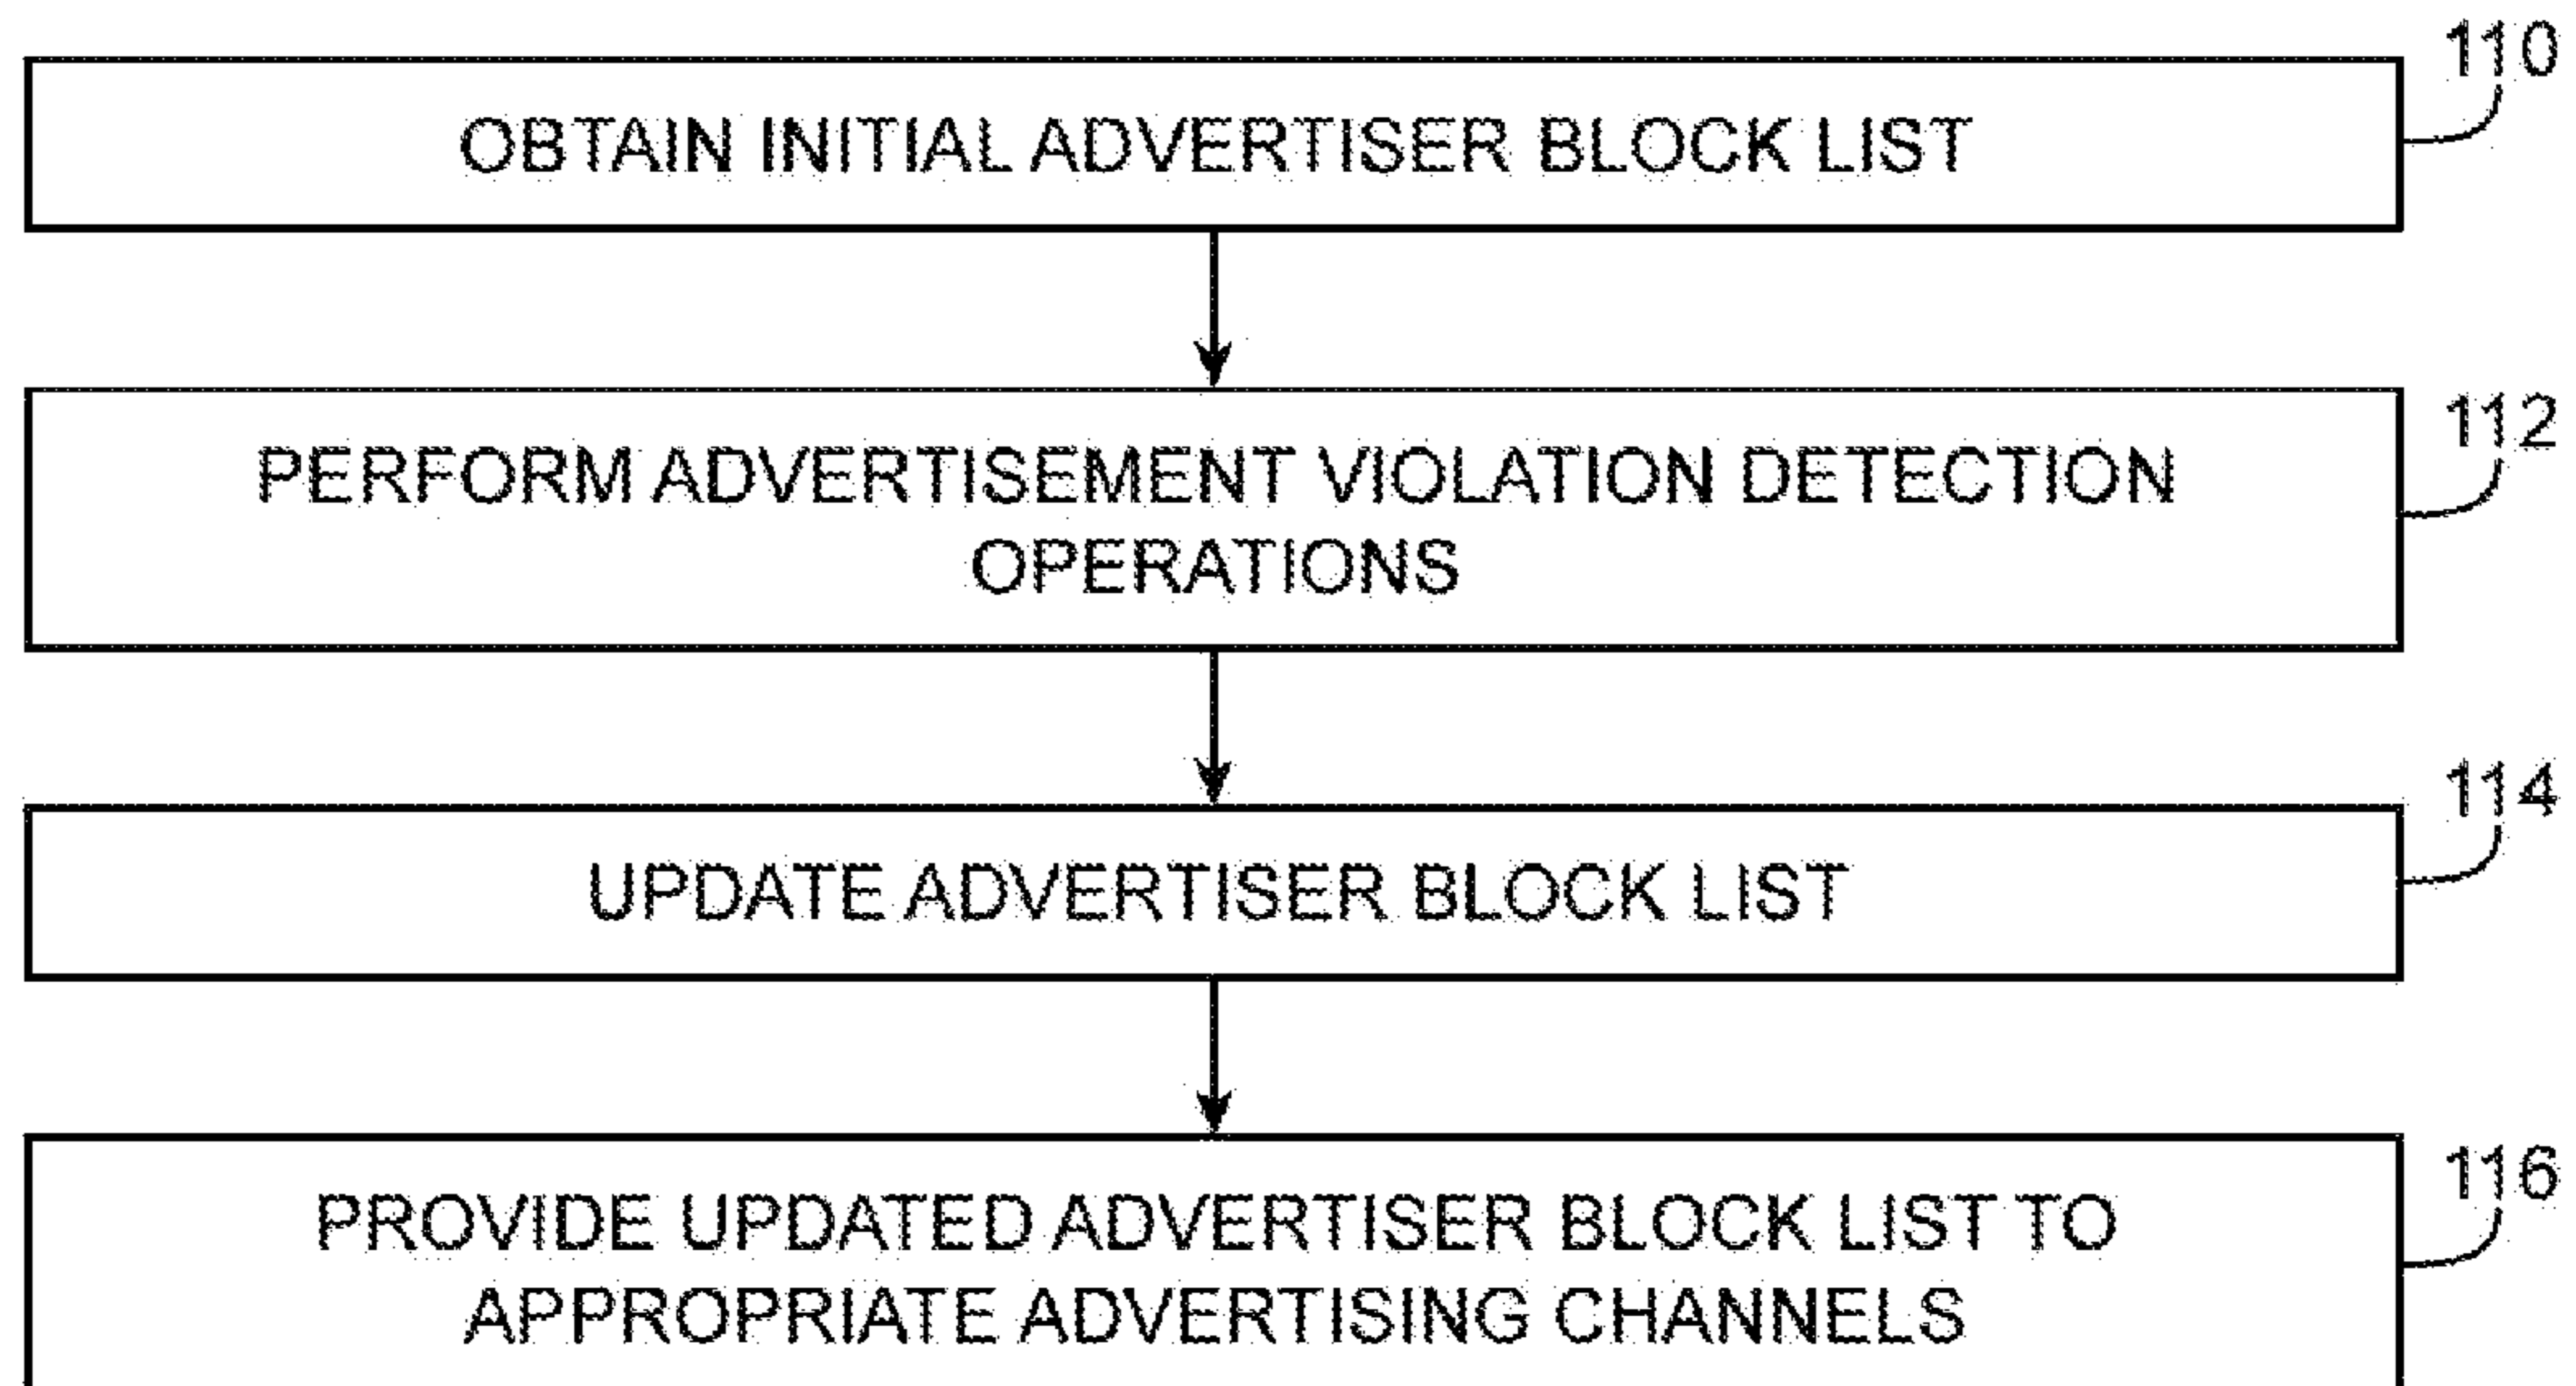 110
OBTAIN INITIAL ADVERTISER BLOCK LIST
112
PERFORM ADVERTISEMENT VIOLATION DETECTION
OPERATIONS
114
UPDATE ADVERTISER BLOCK LIST
116
PROVIDE UPDATED ADVERTISER BLOCK LIST TO
APPROPRIATE ADVERTISING CHANNELS